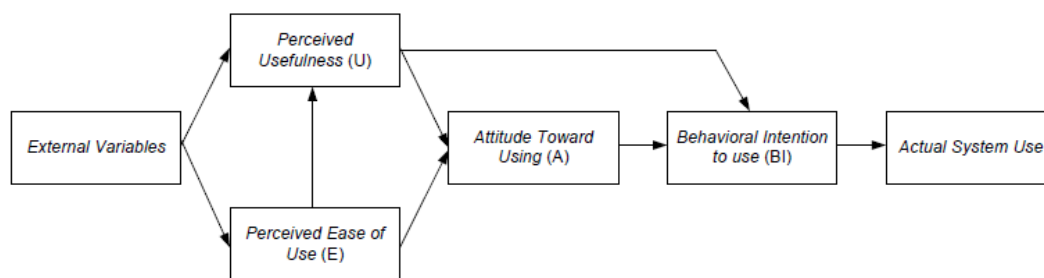 Perceived
Usefulness (U)
External Variables
Attitude Toward
Using (A)
Behavioral Intention
to use (BI)
Actual System Use
Perceived Ease of
Use (E)